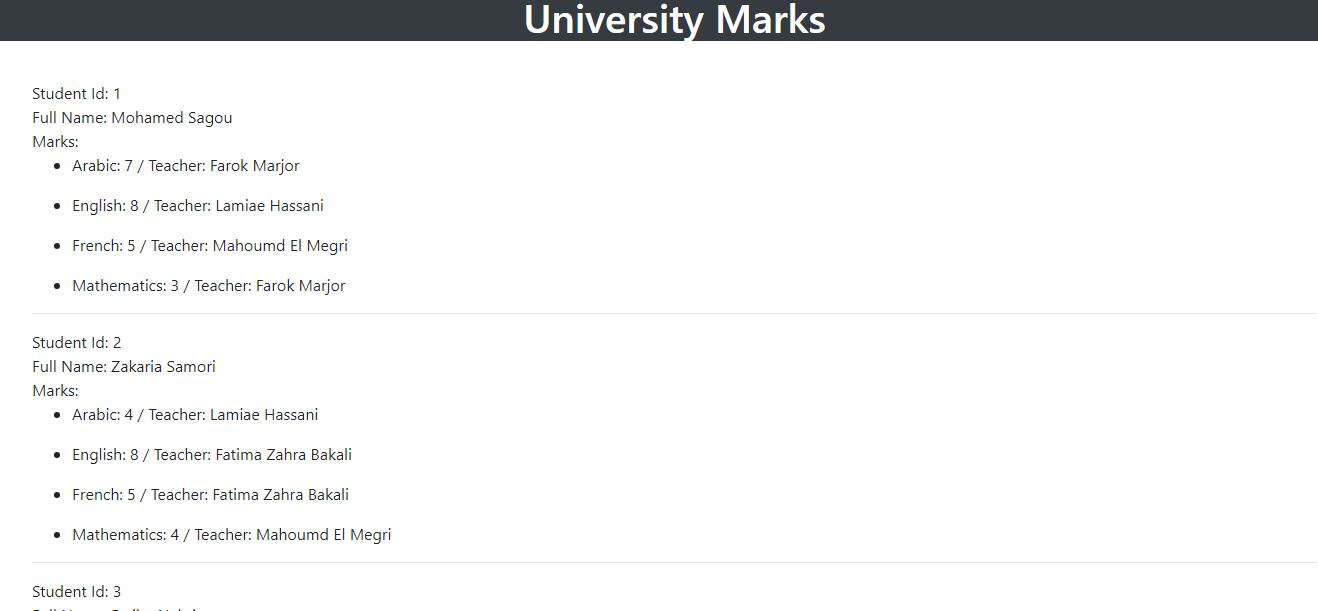 University Marks
Student Id: 1
Full Name: Mohamed Sagou
Marks:
Arabic: 7 / Teacher: Farok Marjor
English: 8 / Teacher: Lamiae Hassani
French: 5 / Teacher: Mahoumd El Megri
Mathematics: 3 / Teacher: Farok Marjor
Student Id: 2
Full Name: Zakaria Samori
Marks:
Arabic: 4 / Teacher: Lamiae Hassani
English: 8 / Teacher: Fatima Zahra Bakali
French: 5 / Teacher: Fatima Zahra Bakali
Mathematics: 4 / Teacher: Mahoumd El Megri
Student Id: 3